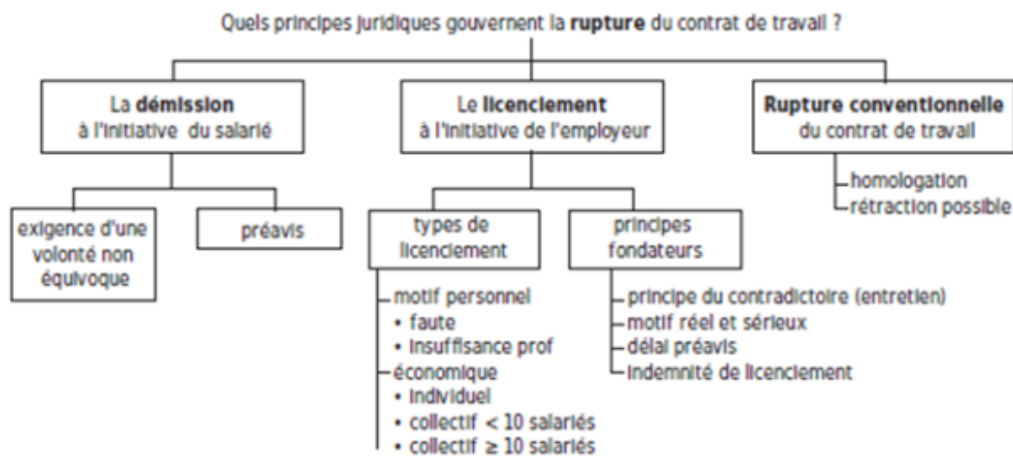 Quels principes juridiques gouvernent la rupture du contrat de travail ?
La démission
à l'initiative du salarié
Le licenciement
à l'initiative de l'employeur
Rupture conventionnelle
du contrat de travail
homologation
rétraction possible
exigence d'une
volonté non
équivoque
préavis
types de
licenciement
principes
fondateurs
motif personnel
• faute
• insuffisance prof
économique
• individuel
• collectif < 10 salariés
• collectif ≥ 10 salariés
principe du contradictoire (entretien)
motif réel et sérieux
délai préavis
indemnité de licenciement